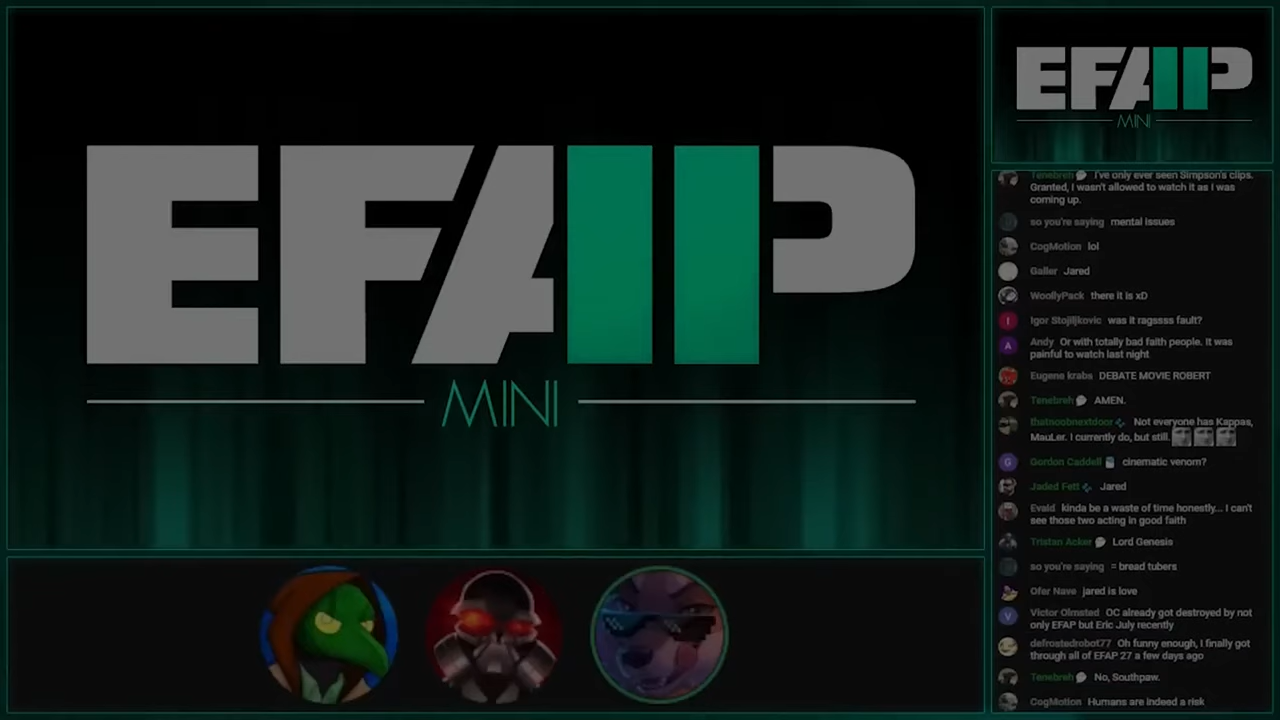 EFAP
MINI
EFAP
MINI
Tenebreh I've only ever seen Simpson's clips.
Granted, I wasn't allowed to watch it as I was
coming up.
so you're saying mental issues
CogMotion lol
Galler Jared
WoollyPack there it is xD
I Igor Stojiljkovic was it ragssss fault?
A Andy Or with totally bad faith people. It was
painful to watch last night
Eugene krabs DEBATE MOVIE ROBERT
Tenebreh AMEN.
thatnoobnextdoor Not everyone has Kappas,
MauLer. I currently do, but still.
G Gordon Caddell cinematic venom?
Jaded Fett Jared
Evald kinda be a waste of time honestly... I can't
see those two acting in good faith
Tristan Acker Lord Genesis
so you're saying = bread tubers
Ofer Nave jared is love
V Victor Olmsted OC already got destroyed by not
only EFAP but Eric July recently
defrostedrobot77 Oh funny enough, I finally got
through all of EFAP 27 a few days ago
Tenebreh No, Southpaw.
CogMotion Humans are indeed a risk